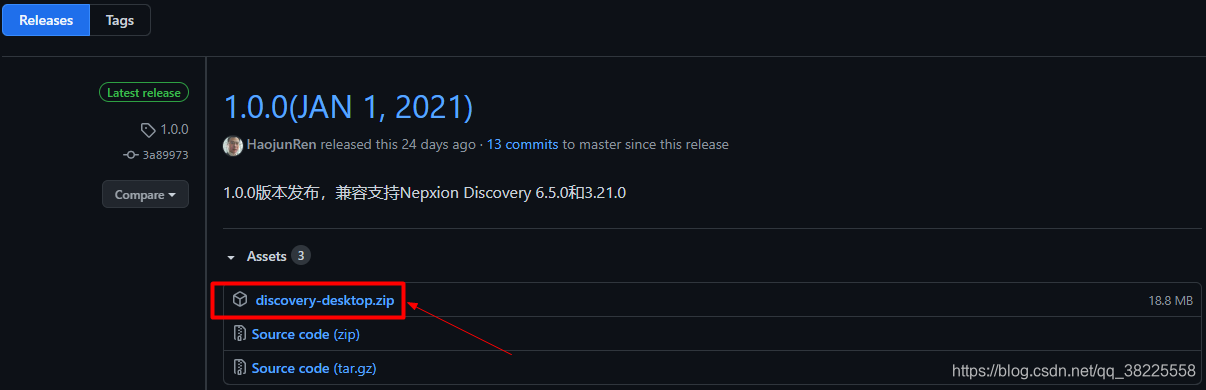 Releases Tags
Latest release
1.0.0
3a89973
Compare
1.0.0(JAN 1, 2021)
HaojunRen released this 24 days ago · 13 commits to master since this release
1.0.0版本发布，兼容支持Nepxion Discovery 6.5.0和3.21.0
Assets 3
discovery-desktop.zip 18.8 MB
Source code (zip)
Source code (tar.gz)
https://blog.csdn.net/qq_38225558